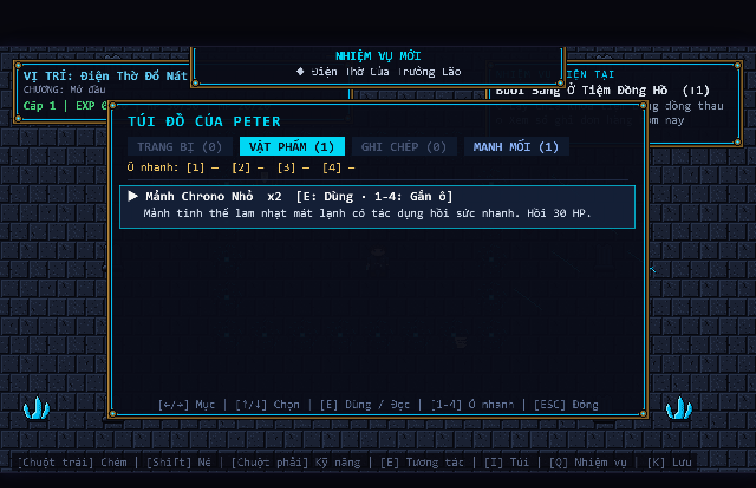 NHIỆM VỤ MỚI
✦ Điện Thờ Của Trưởng Lão
VỊ TRÍ: Điện Thờ Đổ Nát
CHƯƠNG: Mở đầu
Cấp 1 | EXP 0
IỆN TẠI
Buổi Sáng Ở Tiệm Đồng Hồ (+1)
đồng thau
nay
TÚI ĐỒ CỦA PETER
TRANG BỊ (0) VẬT PHẨM (1) GHI CHÉP (0) MANH MỐI (1)
Ô nhanh: [1] — [2] — [3] — [4] —
▶ Mảnh Chrono Nhỏ x2 [E: Dùng · 1-4: Gắn ô]
Mảnh tinh thể lam nhạt mát lạnh có tác dụng hồi sức nhanh. Hồi 30 HP.
[←/→] Mục | [↑/↓] Chọn | [E] Dùng / Đọc | [1-4] Ô nhanh | [ESC] Đóng
[Chuột trái] Chém | [Shift] Né | [Chuột phải] Kỹ năng | [E] Tương tác | [I] Túi | [Q] Nhiệm vụ | [K] Lưu